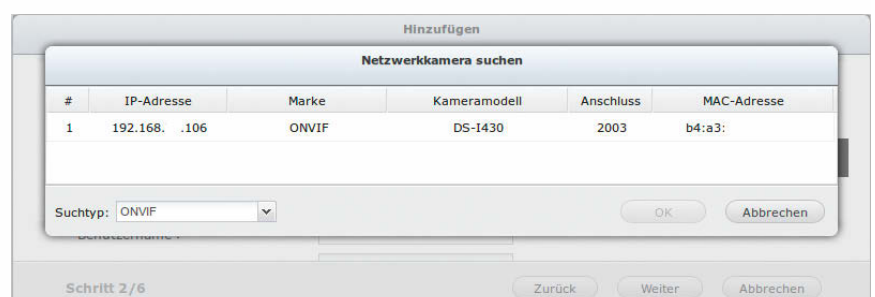 Hinzufügen
Netzwerkkamera suchen
# IP-Adresse Marke Kameramodell Anschluss MAC-Adresse
1 192.168. .106 ONVIF DS-I430 2003 b4:a3:
Suchtyp: ONVIF OK Abbrechen
Benutzername :
Schritt 2/6 Zurück Weiter Abbrechen